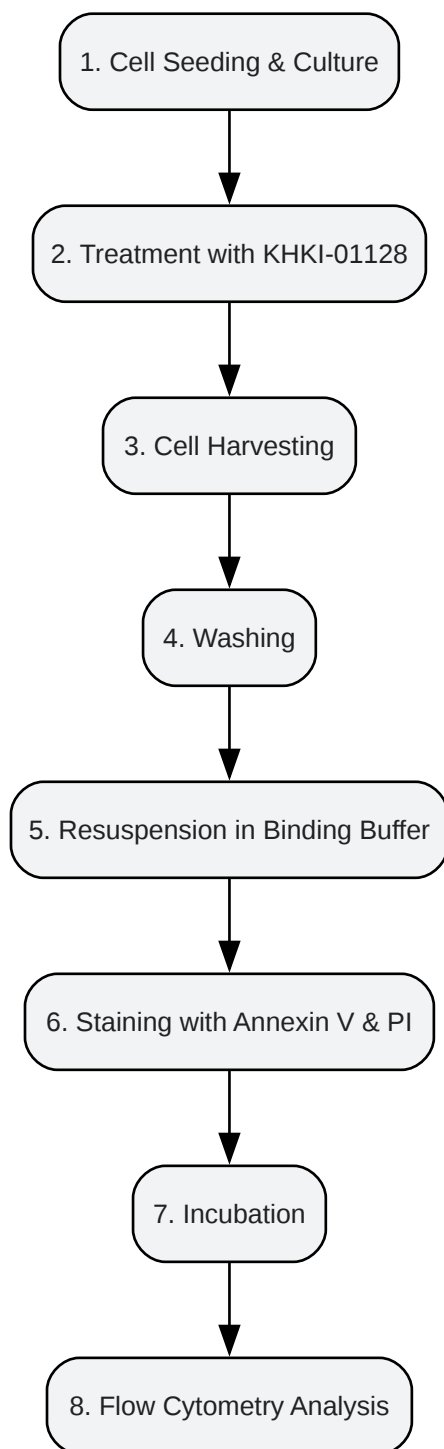 1. Cell Seeding & Culture
2. Treatment with KHKI-01128
3. Cell Harvesting
4. Washing
5. Resuspension in Binding Buffer
6. Staining with Annexin V & PI
7. Incubation
8. Flow Cytometry Analysis